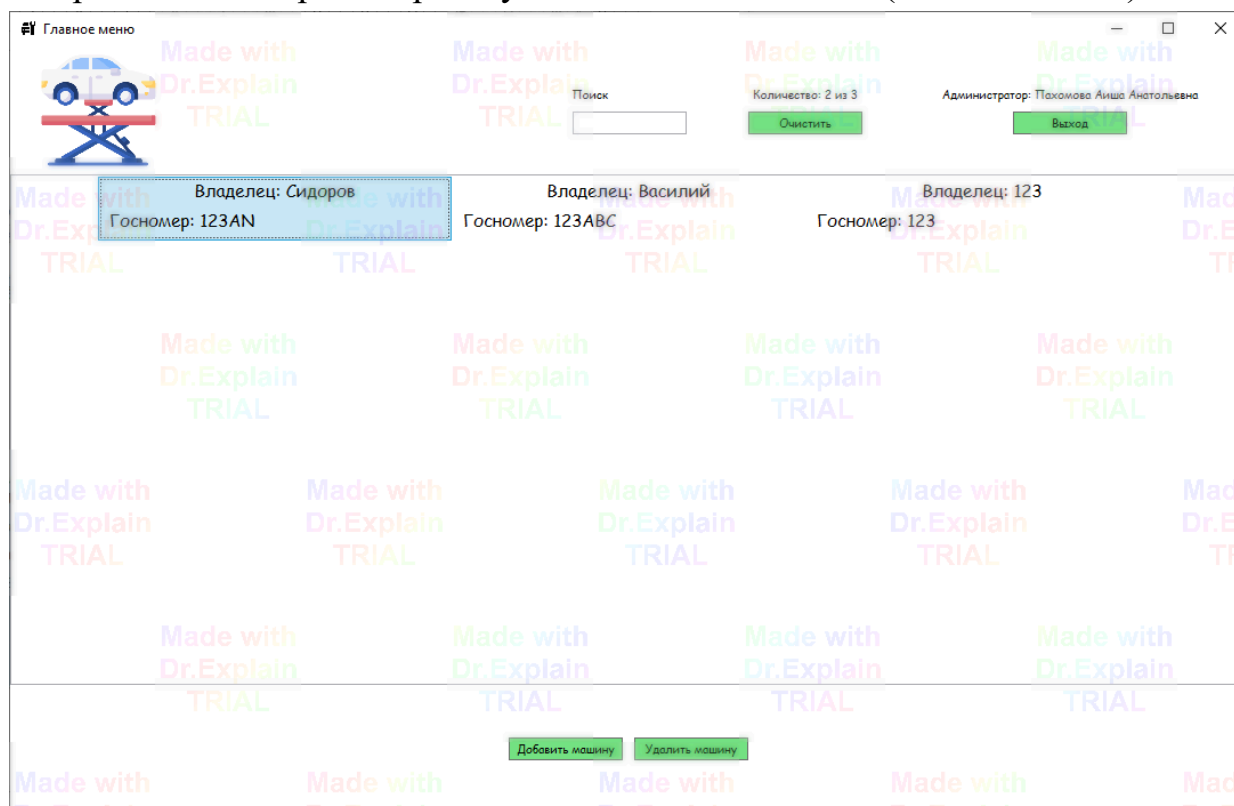 Главное меню
Поиск
Количество: 2 из 3
Администратор: Пахомова Аиша Анатольевна
Очистить
Выход
Владелец: Сидоров
Госномер: 123AN
Владелец: Василий
Госномер: 123ABC
Владелец: 123
Госномер: 123
Добавить машину
Удалить машину
Made with
Dr.Explain
TRIAL